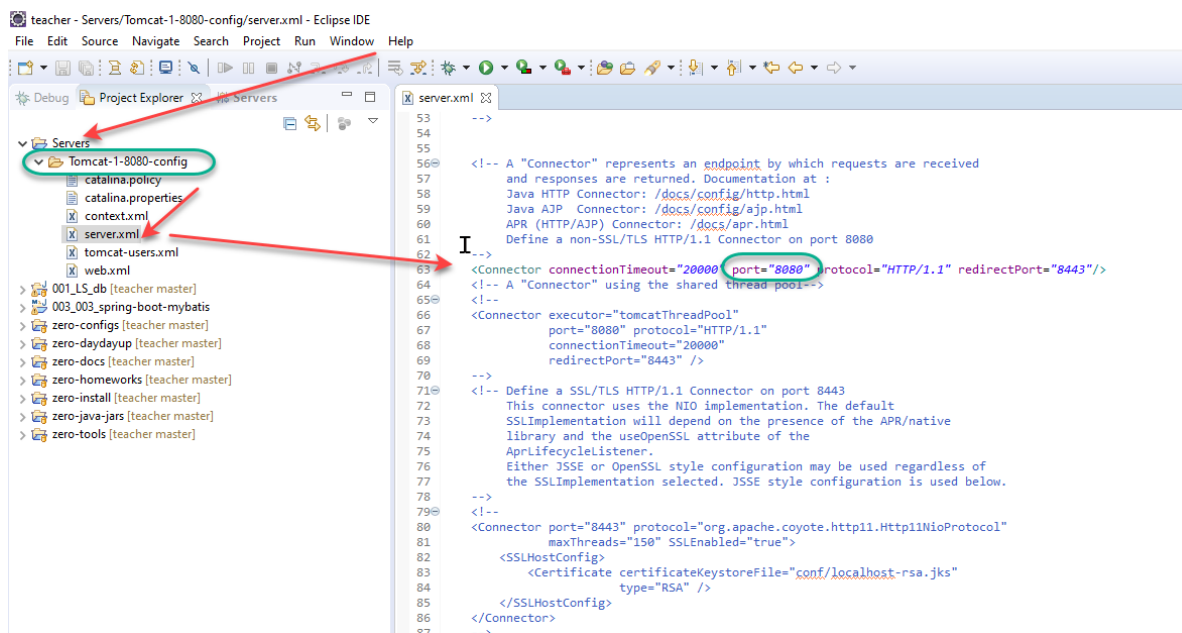 teacher - Servers/Tomcat-1-8080-config/server.xml - Eclipse IDE
File Edit Source Navigate Search Project Run Window Help
Debug Project Explorer Servers
Servers
Tomcat-1-8080-config
catalina.policy
catalina.properties
context.xml
server.xml
tomcat-users.xml
web.xml
001_LS_db [teacher master]
003_003_spring-boot-mybatis
zero-configs [teacher master]
zero-daydayup [teacher master]
zero-docs [teacher master]
zero-homeworks [teacher master]
zero-install [teacher master]
zero-java-jars [teacher master]
zero-tools [teacher master]
server.xml
53 -->
54
55
56 <!-- A "Connector" represents an endpoint by which requests are received
57 and responses are returned. Documentation at :
58 Java HTTP Connector: /docs/config/http.html
59 Java AJP  Connector: /docs/config/ajp.html
60 APR (HTTP/AJP) Connector: /docs/apr.html
61 Define a non-SSL/TLS HTTP/1.1 Connector on port 8080
62 -->
63 <Connector connectionTimeout="20000" port="8080" protocol="HTTP/1.1" redirectPort="8443"/>
64 <!-- A "Connector" using the shared thread pool-->
65 <!--
66 <Connector executor="tomcatThreadPool"
67 port="8080" protocol="HTTP/1.1"
68 connectionTimeout="20000"
69 redirectPort="8443" />
70 -->
71 <!-- Define a SSL/TLS HTTP/1.1 Connector on port 8443
72 This connector uses the NIO implementation. The default
73 SSLImplementation will depend on the presence of the APR/native
74 library and the useOpenSSL attribute of the
75 AprLifecycleListener.
76 Either JSSE or OpenSSL style configuration may be used regardless of
77 the SSLImplementation selected. JSSE style configuration is used below.
78 -->
79 <!--
80 <Connector port="8443" protocol="org.apache.coyote.http11.Http11NioProtocol"
81 maxThreads="150" SSLEnabled="true">
82 <SSLHostConfig>
83 <Certificate certificateKeystoreFile="conf/localhost-rsa.jks"
84 type="RSA" />
85 </SSLHostConfig>
86 </Connector>
87